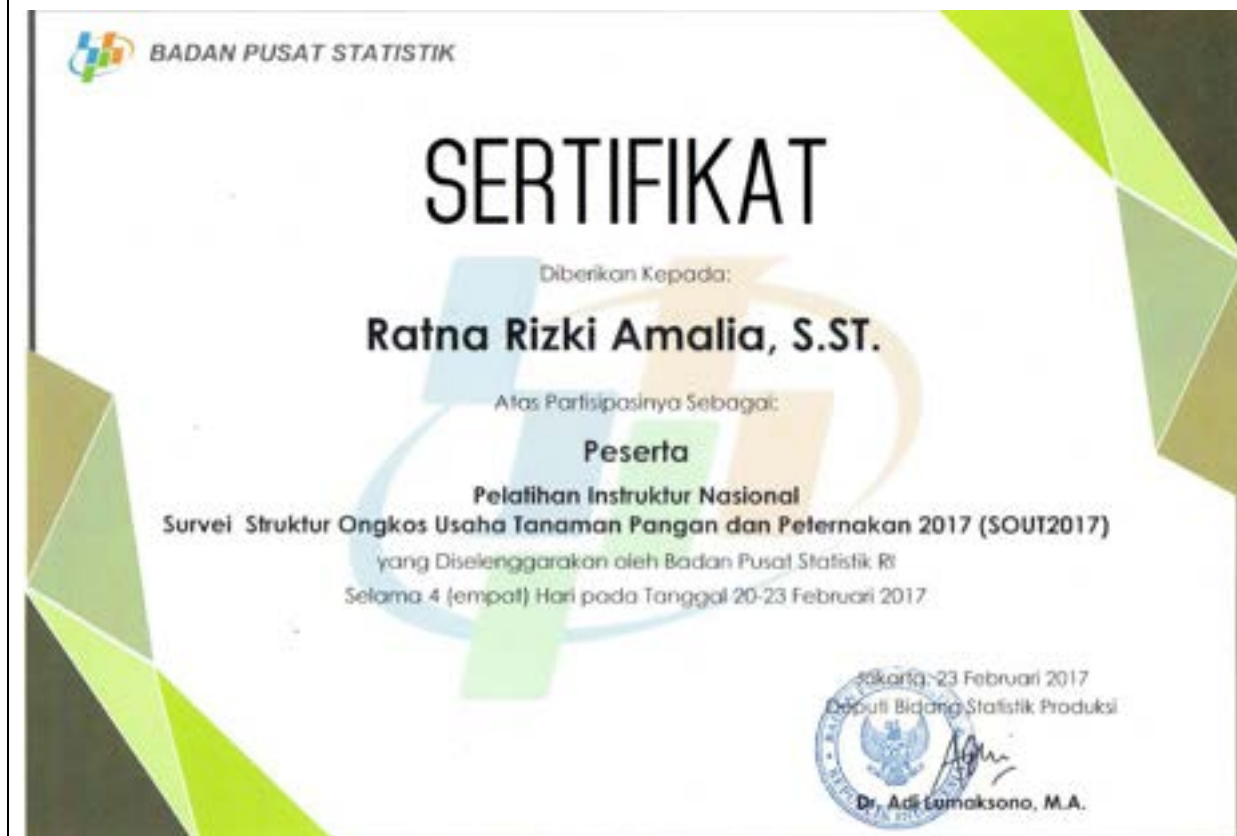 BADAN PUSAT STATISTIK
SERTIFIKAT
Diberikan Kepada:
Ratna Rizki Amalia, S.ST.
Atas Partisipasinya Sebagai:
Peserta
Pelatihan Instruktur Nasional
Survei Struktur Ongkos Usaha Tanaman Pangan dan Peternakan 2017 (SOUT2017)
yang Diselenggarakan oleh Badan Pusat Statistik RI
Selama 4 (empat) Hari pada Tanggal 20-23 Februari 2017
Jakarta, 23 Februari 2017
Deputi Bidang Statistik Produksi
Dr. Adi Lumaksono, M.A.